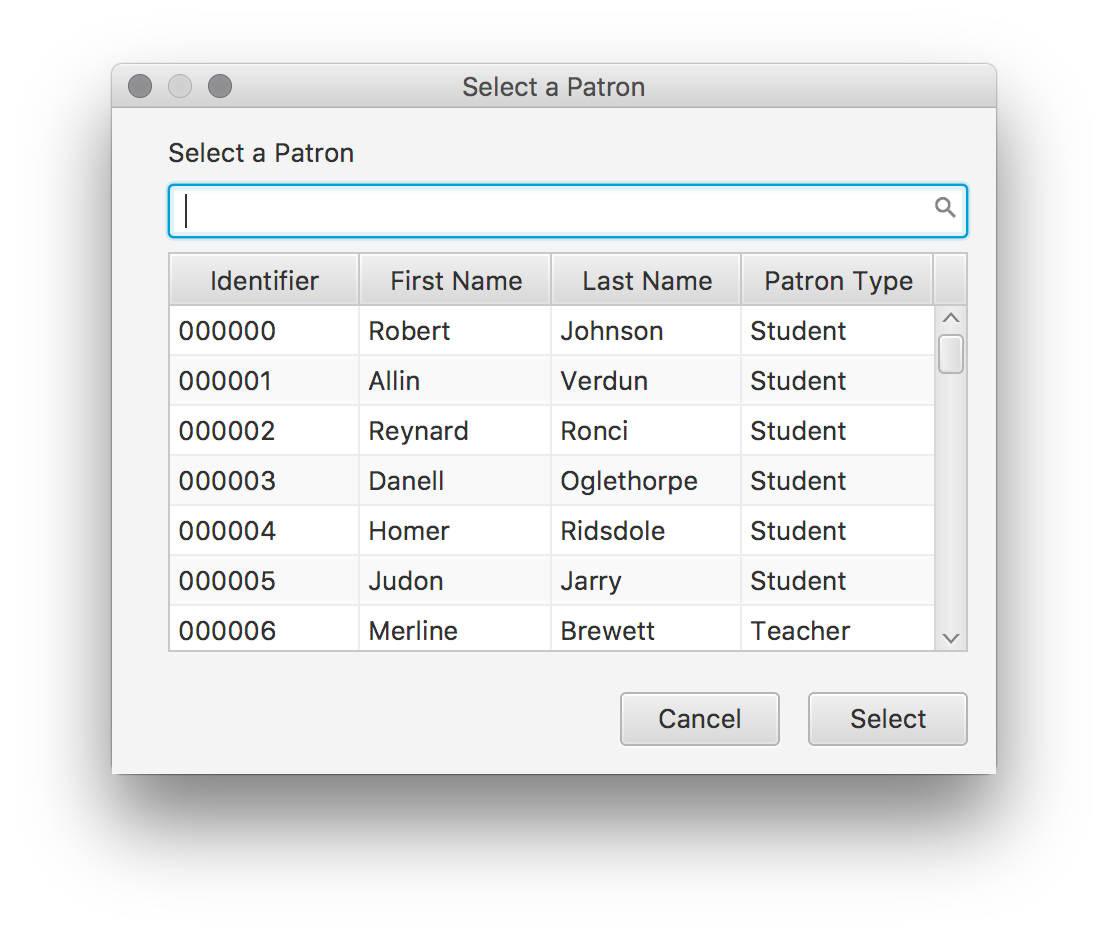 Select a Patron
Select a Patron
Identifier First Name Last Name Patron Type
000000 Robert Johnson Student
000001 Allin Verdun Student
000002 Reynard Ronci Student
000003 Danell Oglethorpe Student
000004 Homer Ridsdole Student
000005 Judon Jarry Student
000006 Merline Brewett Teacher
Cancel Select